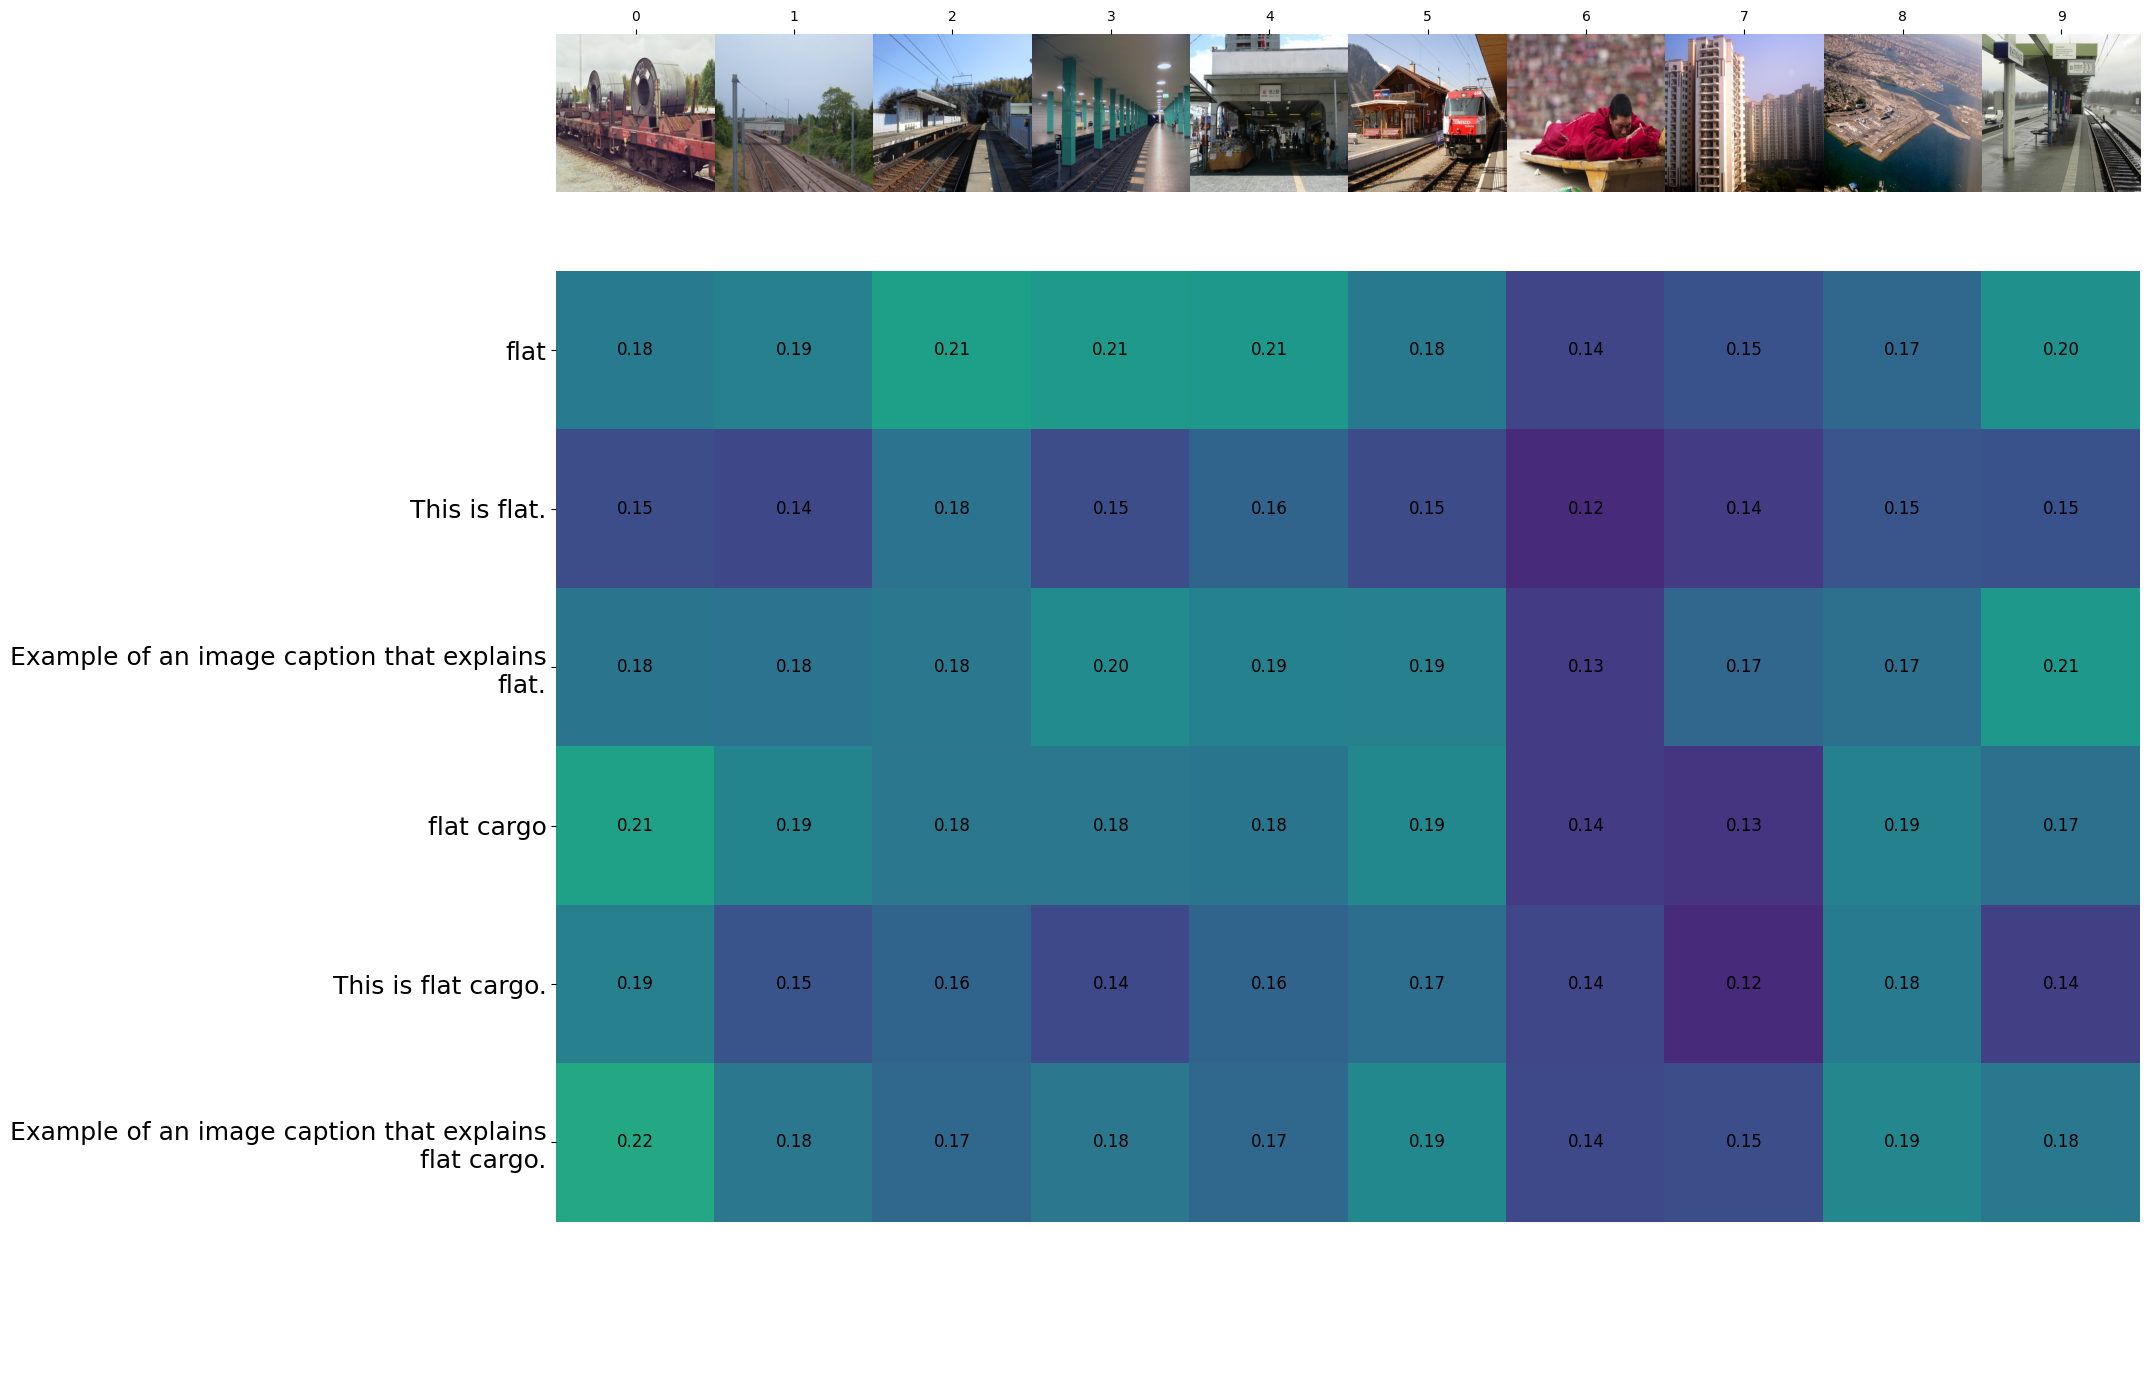 0 1 2 3 4 5 6 7 8 9
flat 0.18 0.19 0.21 0.21 0.21 0.18 0.14 0.15 0.17 0.20
This is flat. 0.15 0.14 0.18 0.15 0.16 0.15 0.12 0.14 0.15 0.15
Example of an image caption that explains
flat. 0.18 0.18 0.18 0.20 0.19 0.19 0.13 0.17 0.17 0.21
flat cargo 0.21 0.19 0.18 0.18 0.18 0.19 0.14 0.13 0.19 0.17
This is flat cargo. 0.19 0.15 0.16 0.14 0.16 0.17 0.14 0.12 0.18 0.14
Example of an image caption that explains
flat cargo. 0.22 0.18 0.17 0.18 0.17 0.19 0.14 0.15 0.19 0.18